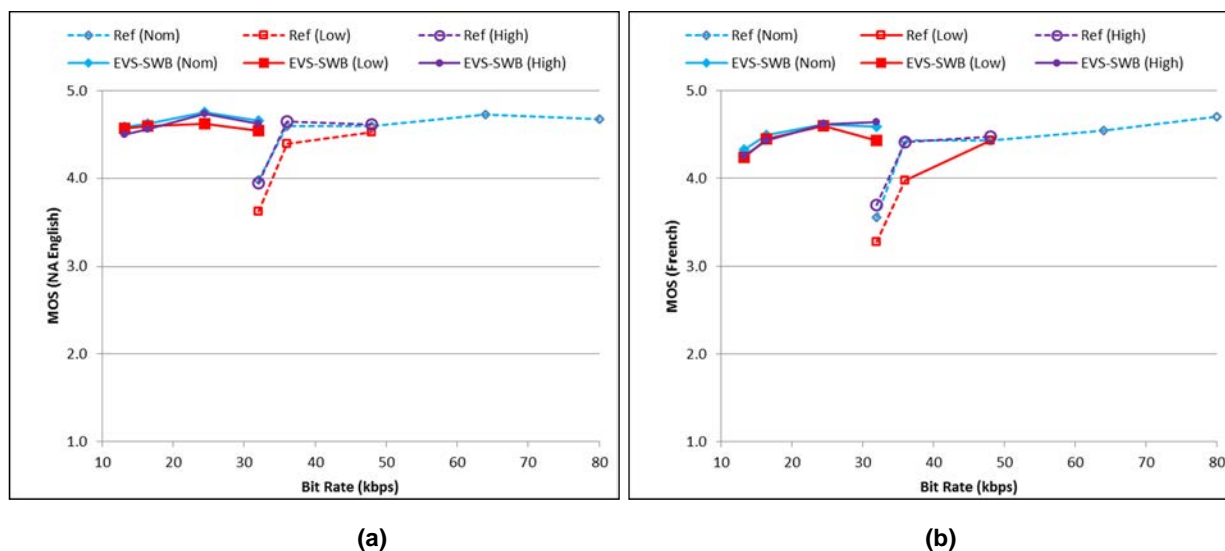 Ref (Nom) Ref (Low) Ref (High)
EVS-SWB (Nom) EVS-SWB (Low) EVS-SWB (High)
5.0
4.0
3.0
2.0
1.0
MOS (NA English)
10 20 30 40 50 60 70 80
Bit Rate (kbps)
(a)
Ref (Nom) Ref (Low) Ref (High)
EVS-SWB (Nom) EVS-SWB (Low) EVS-SWB (High)
5.0
4.0
3.0
2.0
1.0
MOS (French)
10 20 30 40 50 60 70 80
Bit Rate (kbps)
(b)